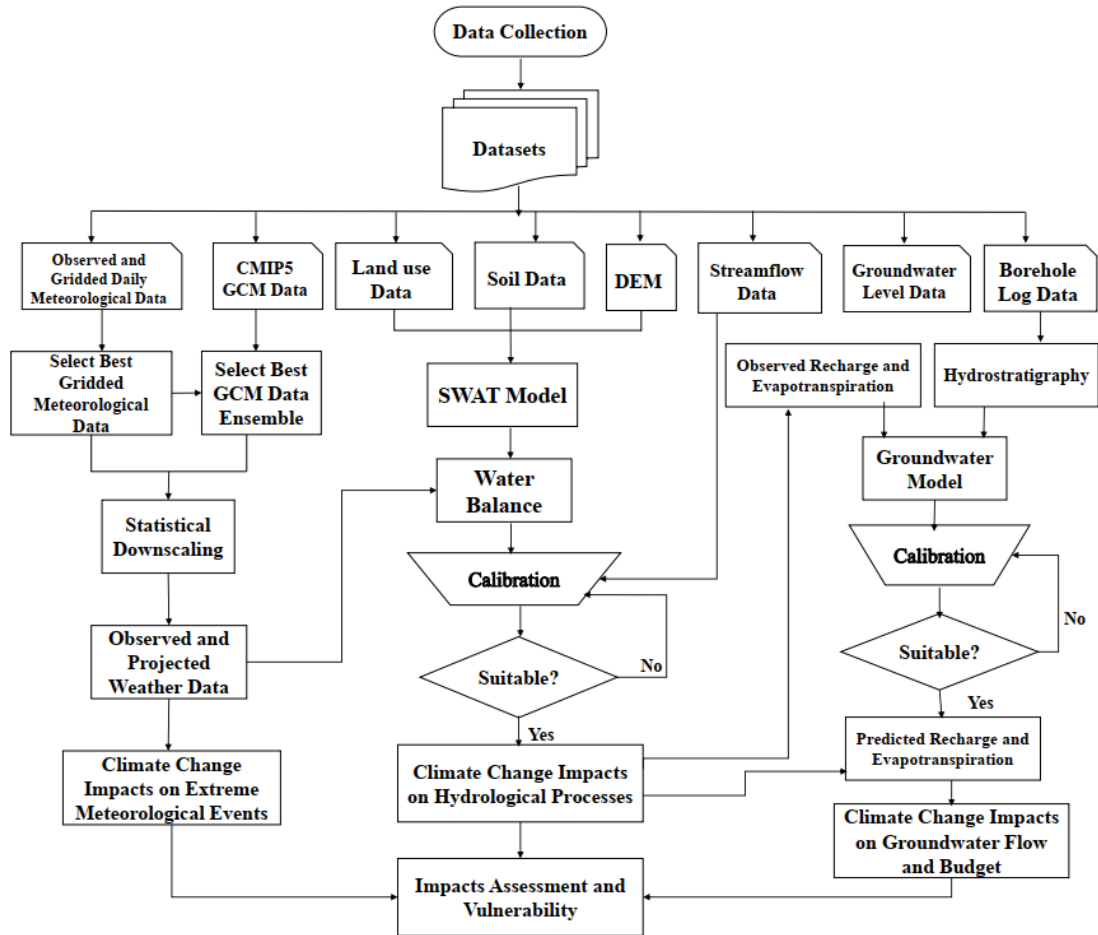 Data Collection
Datasets
Observed and
Gridded Daily
Meteorological Data
CMIP5
GCM Data
Land use
Data
Soil Data
DEM
Streamflow
Data
Groundwater
Level Data
Borehole
Log Data
Select Best
Gridded
Meteorological
Data
Select Best
GCM Data
Ensemble
SWAT Model
Observed Recharge and
Evapotranspiration
Hydrostratigraphy
Water
Balance
Groundwater
Model
Statistical
Downscaling
Calibration
Calibration
No
Observed and
Projected
Weather Data
Suitable?
No
Suitable?
Yes
Yes
Climate Change
Impacts on Extreme
Meteorological Events
Climate Change Impacts
on Hydrological Processes
Predicted Recharge and
Evapotranspiration
Climate Change Impacts
on Groundwater Flow
and Budget
Impacts Assessment and
Vulnerability